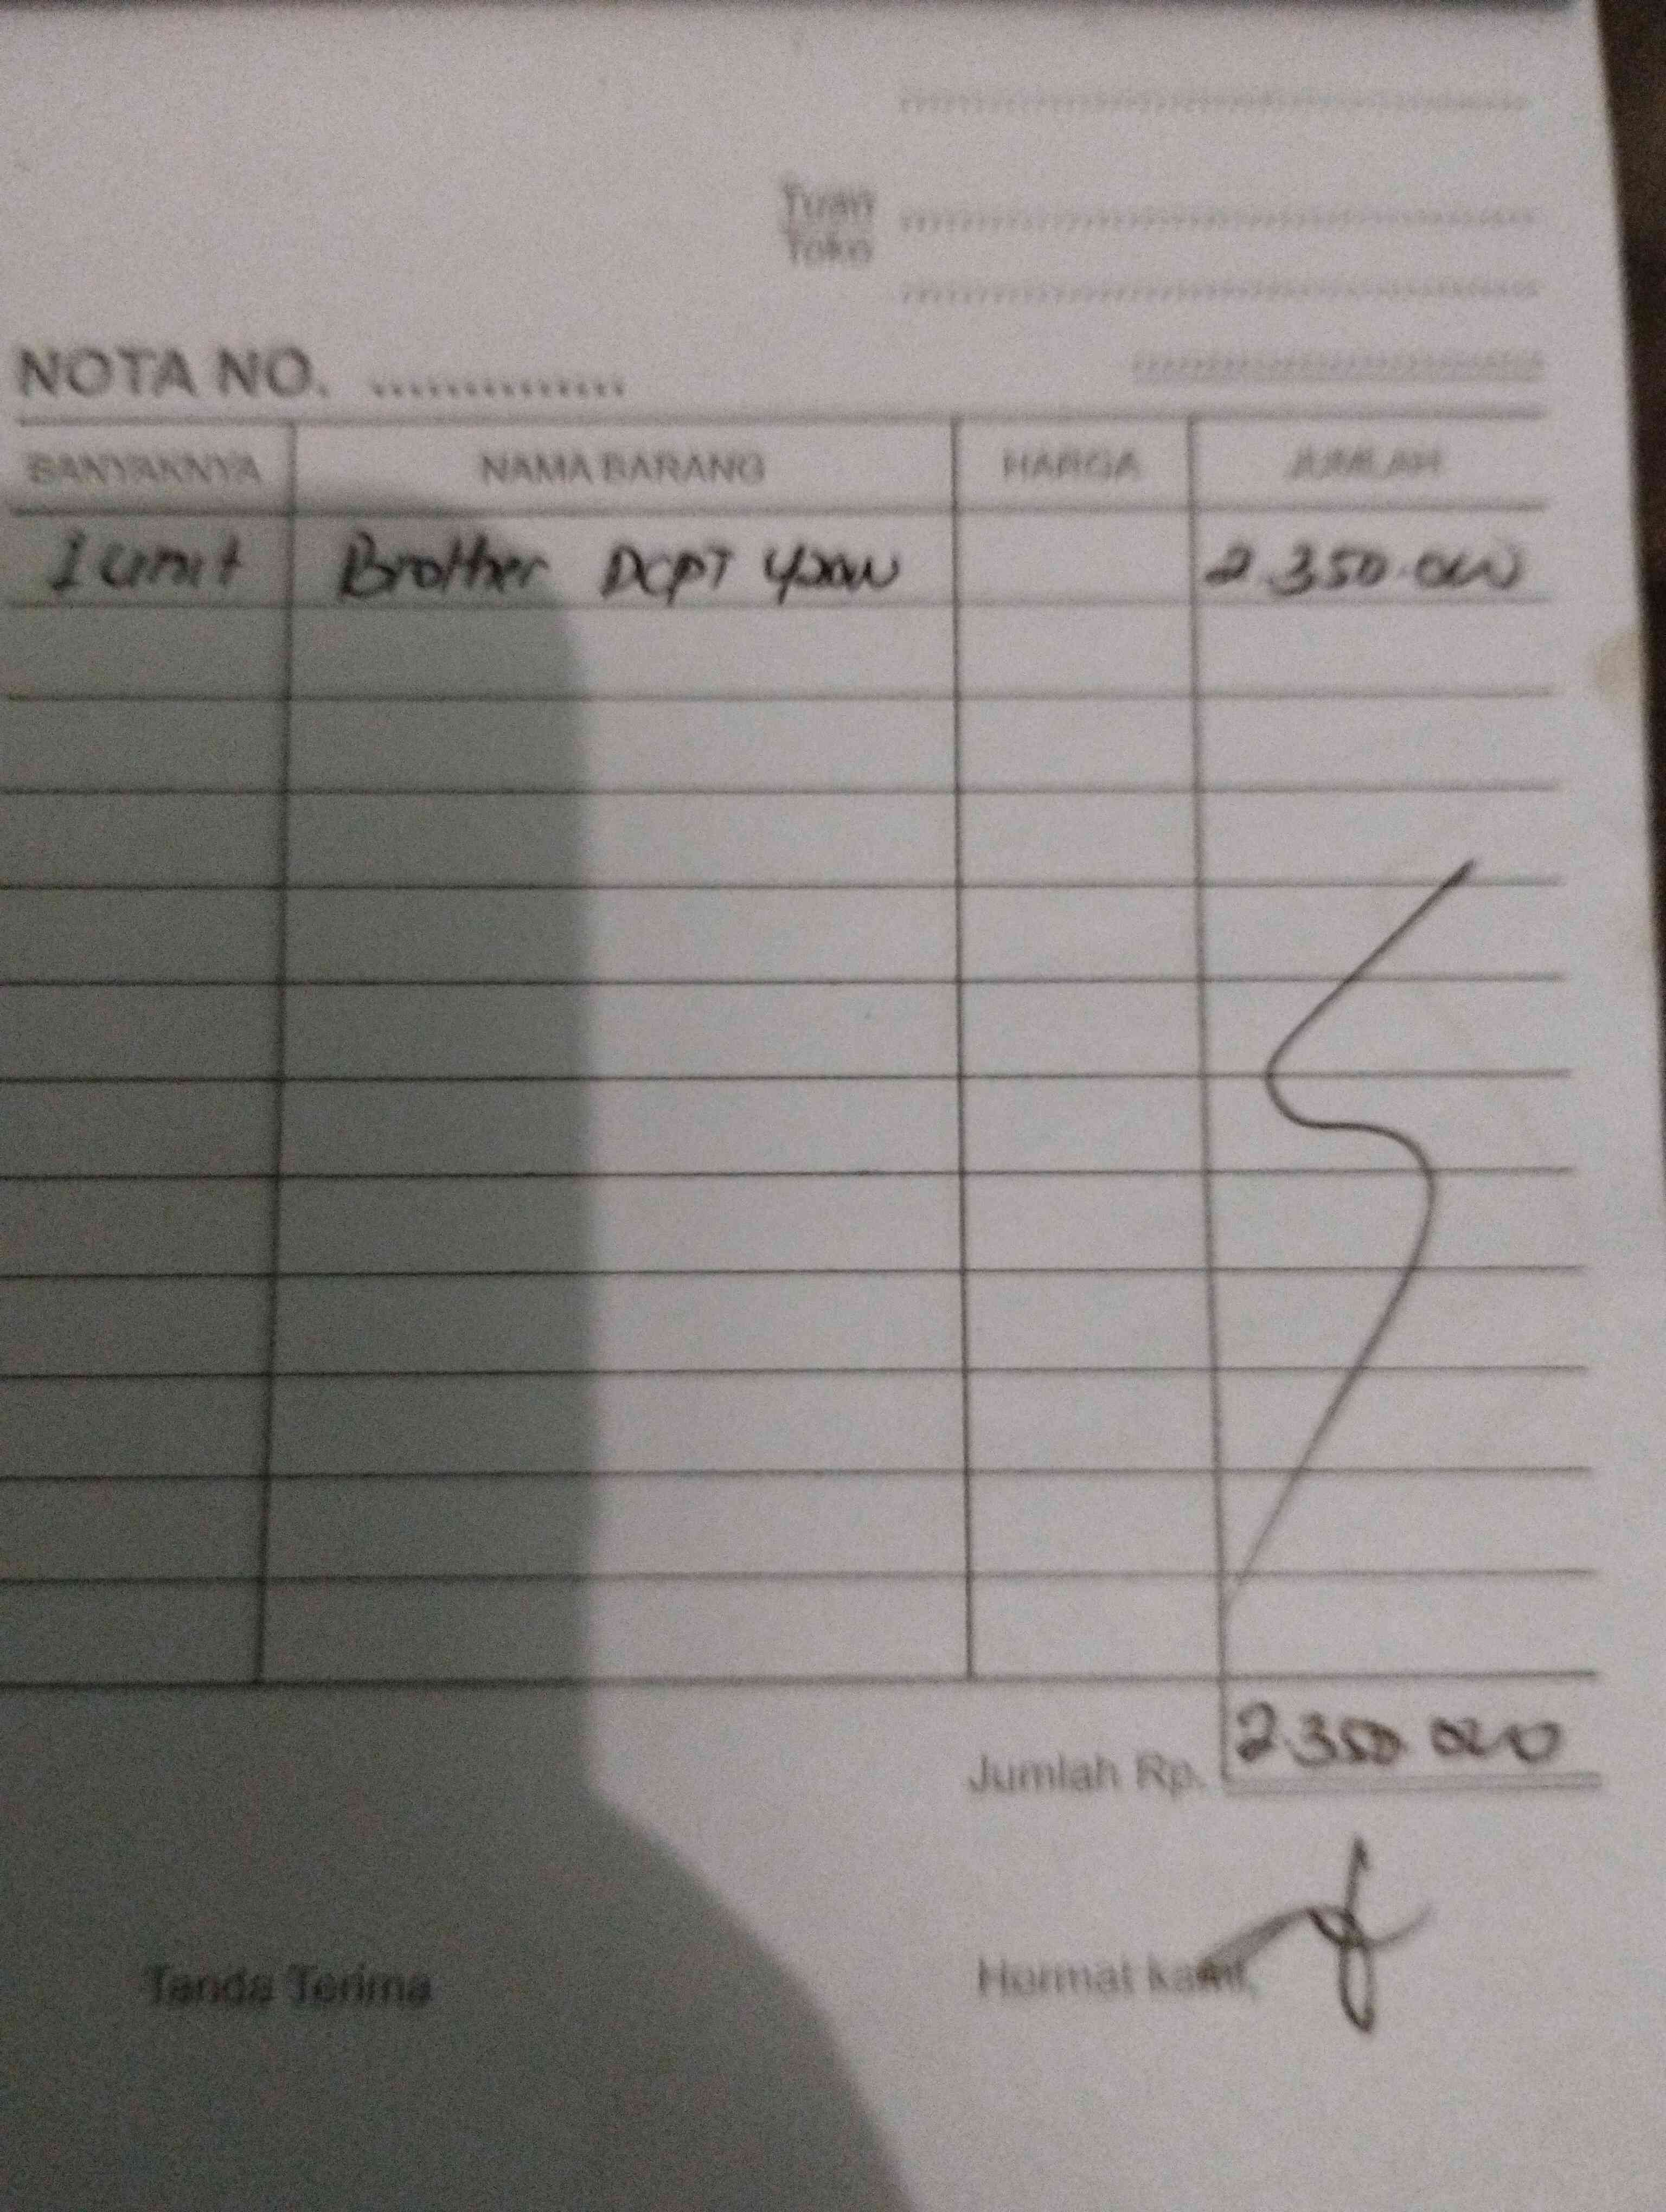 Tuan
Toko
NOTA NO. ...............
BANYAKNYA NAMA BARANG HARGA JUMLAH
1 unit Brother DCPT 420W 2.350.000
Jumlah Rp. 2.350.000
Tanda Terima Hormat kami,